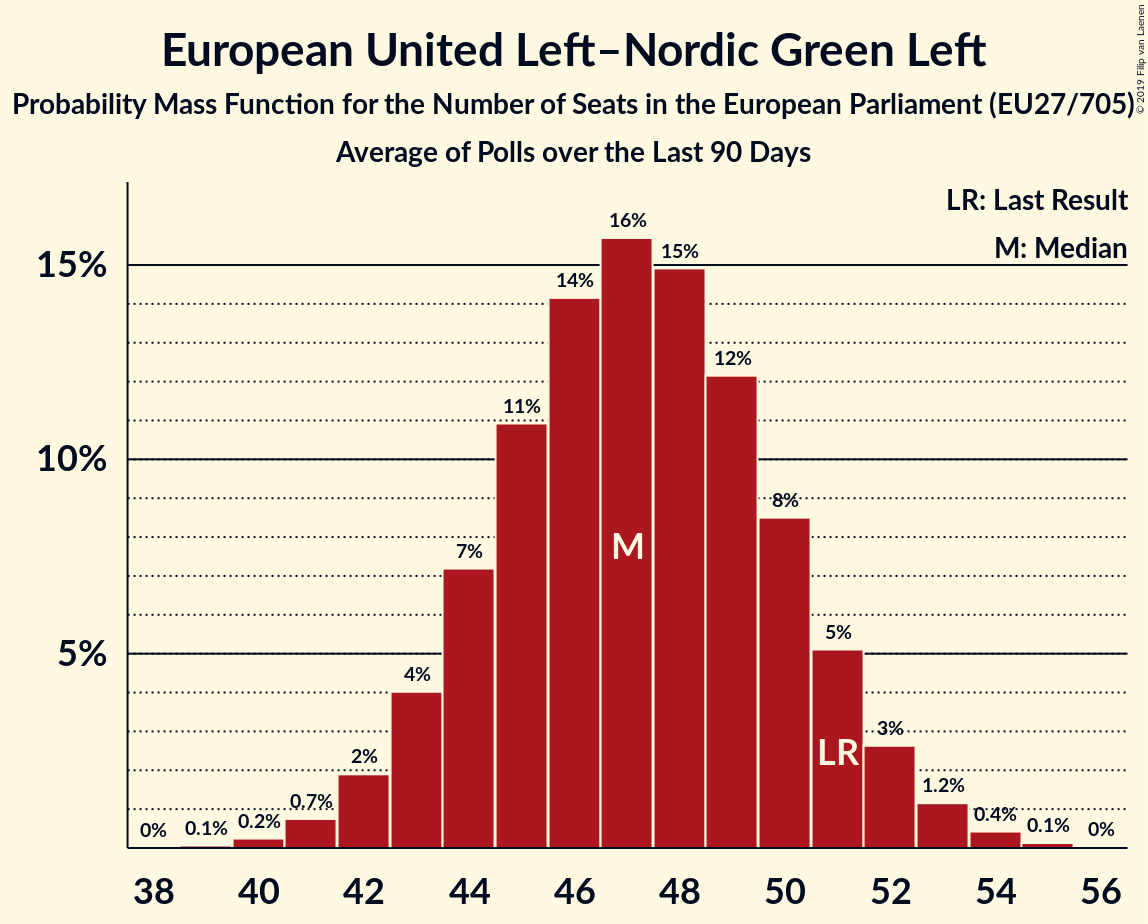 European United Left–Nordic Green Left
Probability Mass Function for the Number of Seats in the European Parliament (EU27/705)
Average of Polls over the Last 90 Days
© 2019 Filip van Laenen
LR: Last Result
M: Median
15%
10%
5%
0%
0.1%
0.2%
0.7%
2%
4%
7%
11%
14%
16%
15%
12%
8%
5%
3%
1.2%
0.4%
0.1%
0%
M
LR
38 40 42 44 46 48 50 52 54 56